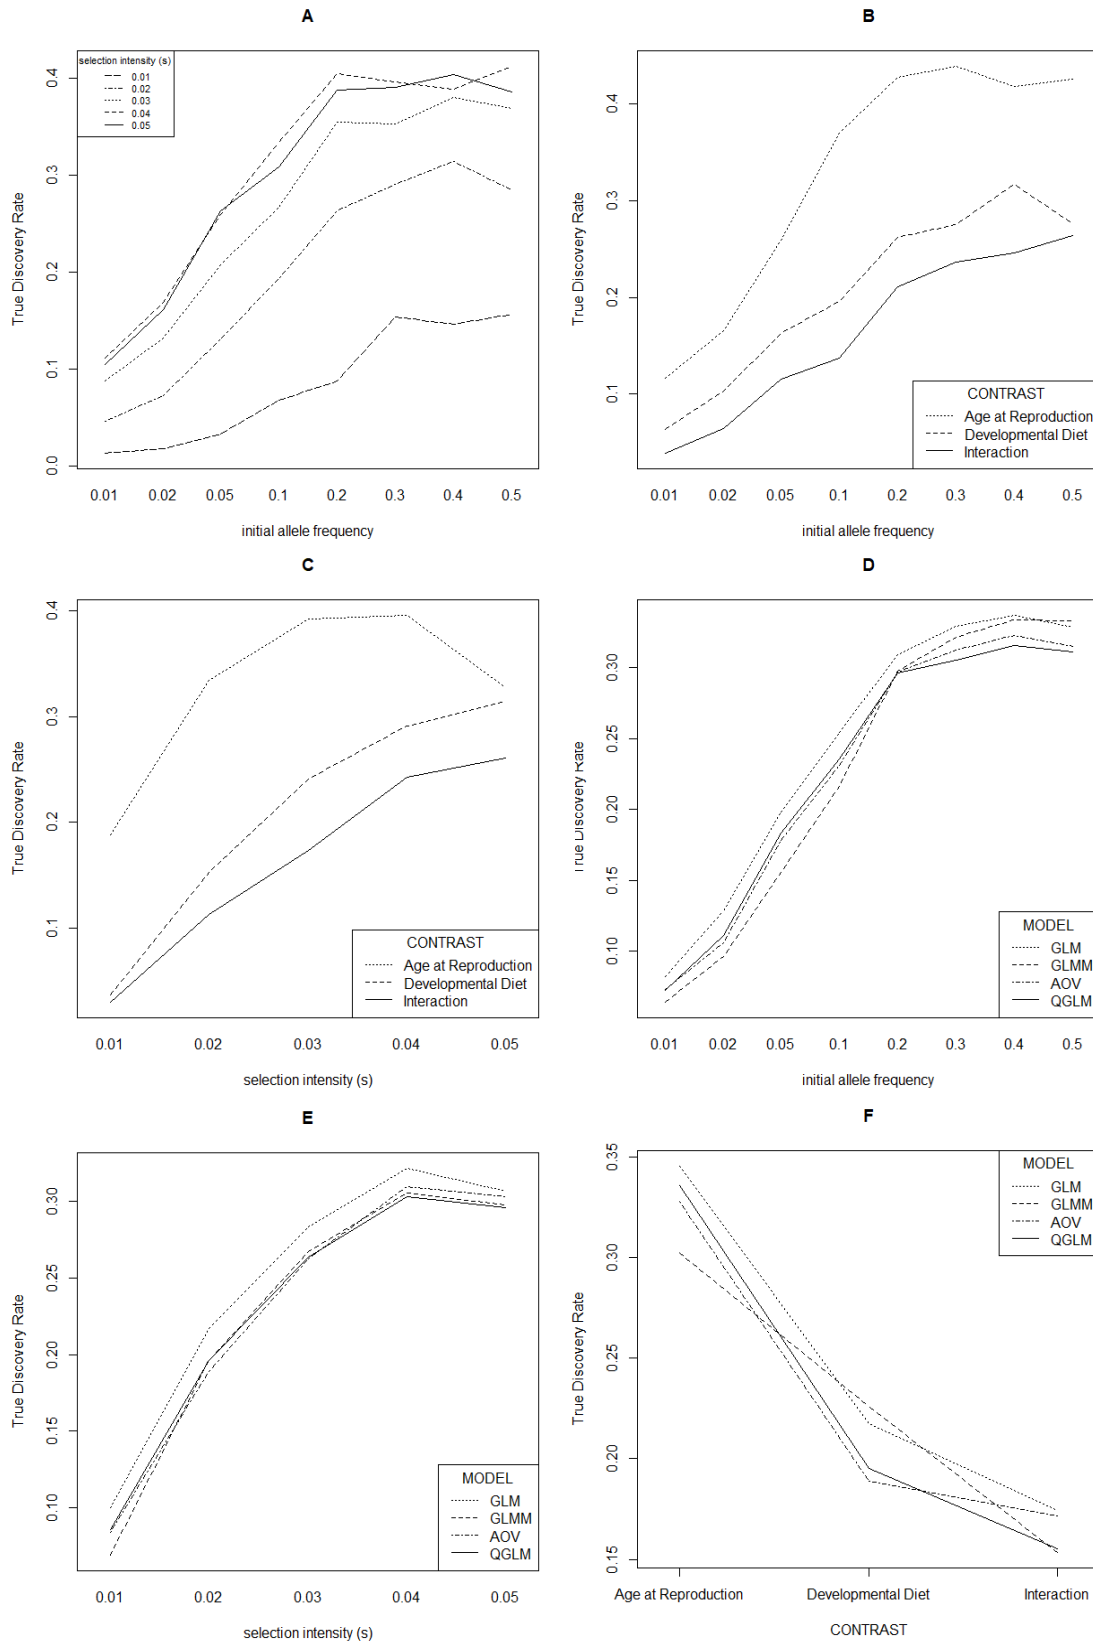 A
selection intensity (s)
0.01
0.02
0.03
0.04
0.05
True Discovery Rate
0.0
0.1
0.2
0.3
0.4
0.01 0.02 0.05 0.1 0.2 0.3 0.4 0.5
initial allele frequency
B
True Discovery Rate
0.1
0.2
0.3
0.4
CONTRAST
Age at Reproduction
Developmental Diet
Interaction
0.01 0.02 0.05 0.1 0.2 0.3 0.4 0.5
initial allele frequency
C
True Discovery Rate
0.1
0.2
0.3
0.4
CONTRAST
Age at Reproduction
Developmental Diet
Interaction
0.01 0.02 0.03 0.04 0.05
selection intensity (s)
D
True Discovery Rate
0.10
0.15
0.20
0.25
0.30
MODEL
GLM
GLMM
AOV
QGLM
0.01 0.02 0.05 0.1 0.2 0.3 0.4 0.5
initial allele frequency
E
True Discovery Rate
0.10
0.15
0.20
0.25
0.30
MODEL
GLM
GLMM
AOV
QGLM
0.01 0.02 0.03 0.04 0.05
selection intensity (s)
F
True Discovery Rate
0.15
0.20
0.25
0.30
0.35
MODEL
GLM
GLMM
AOV
QGLM
Age at Reproduction Developmental Diet Interaction
CONTRAST